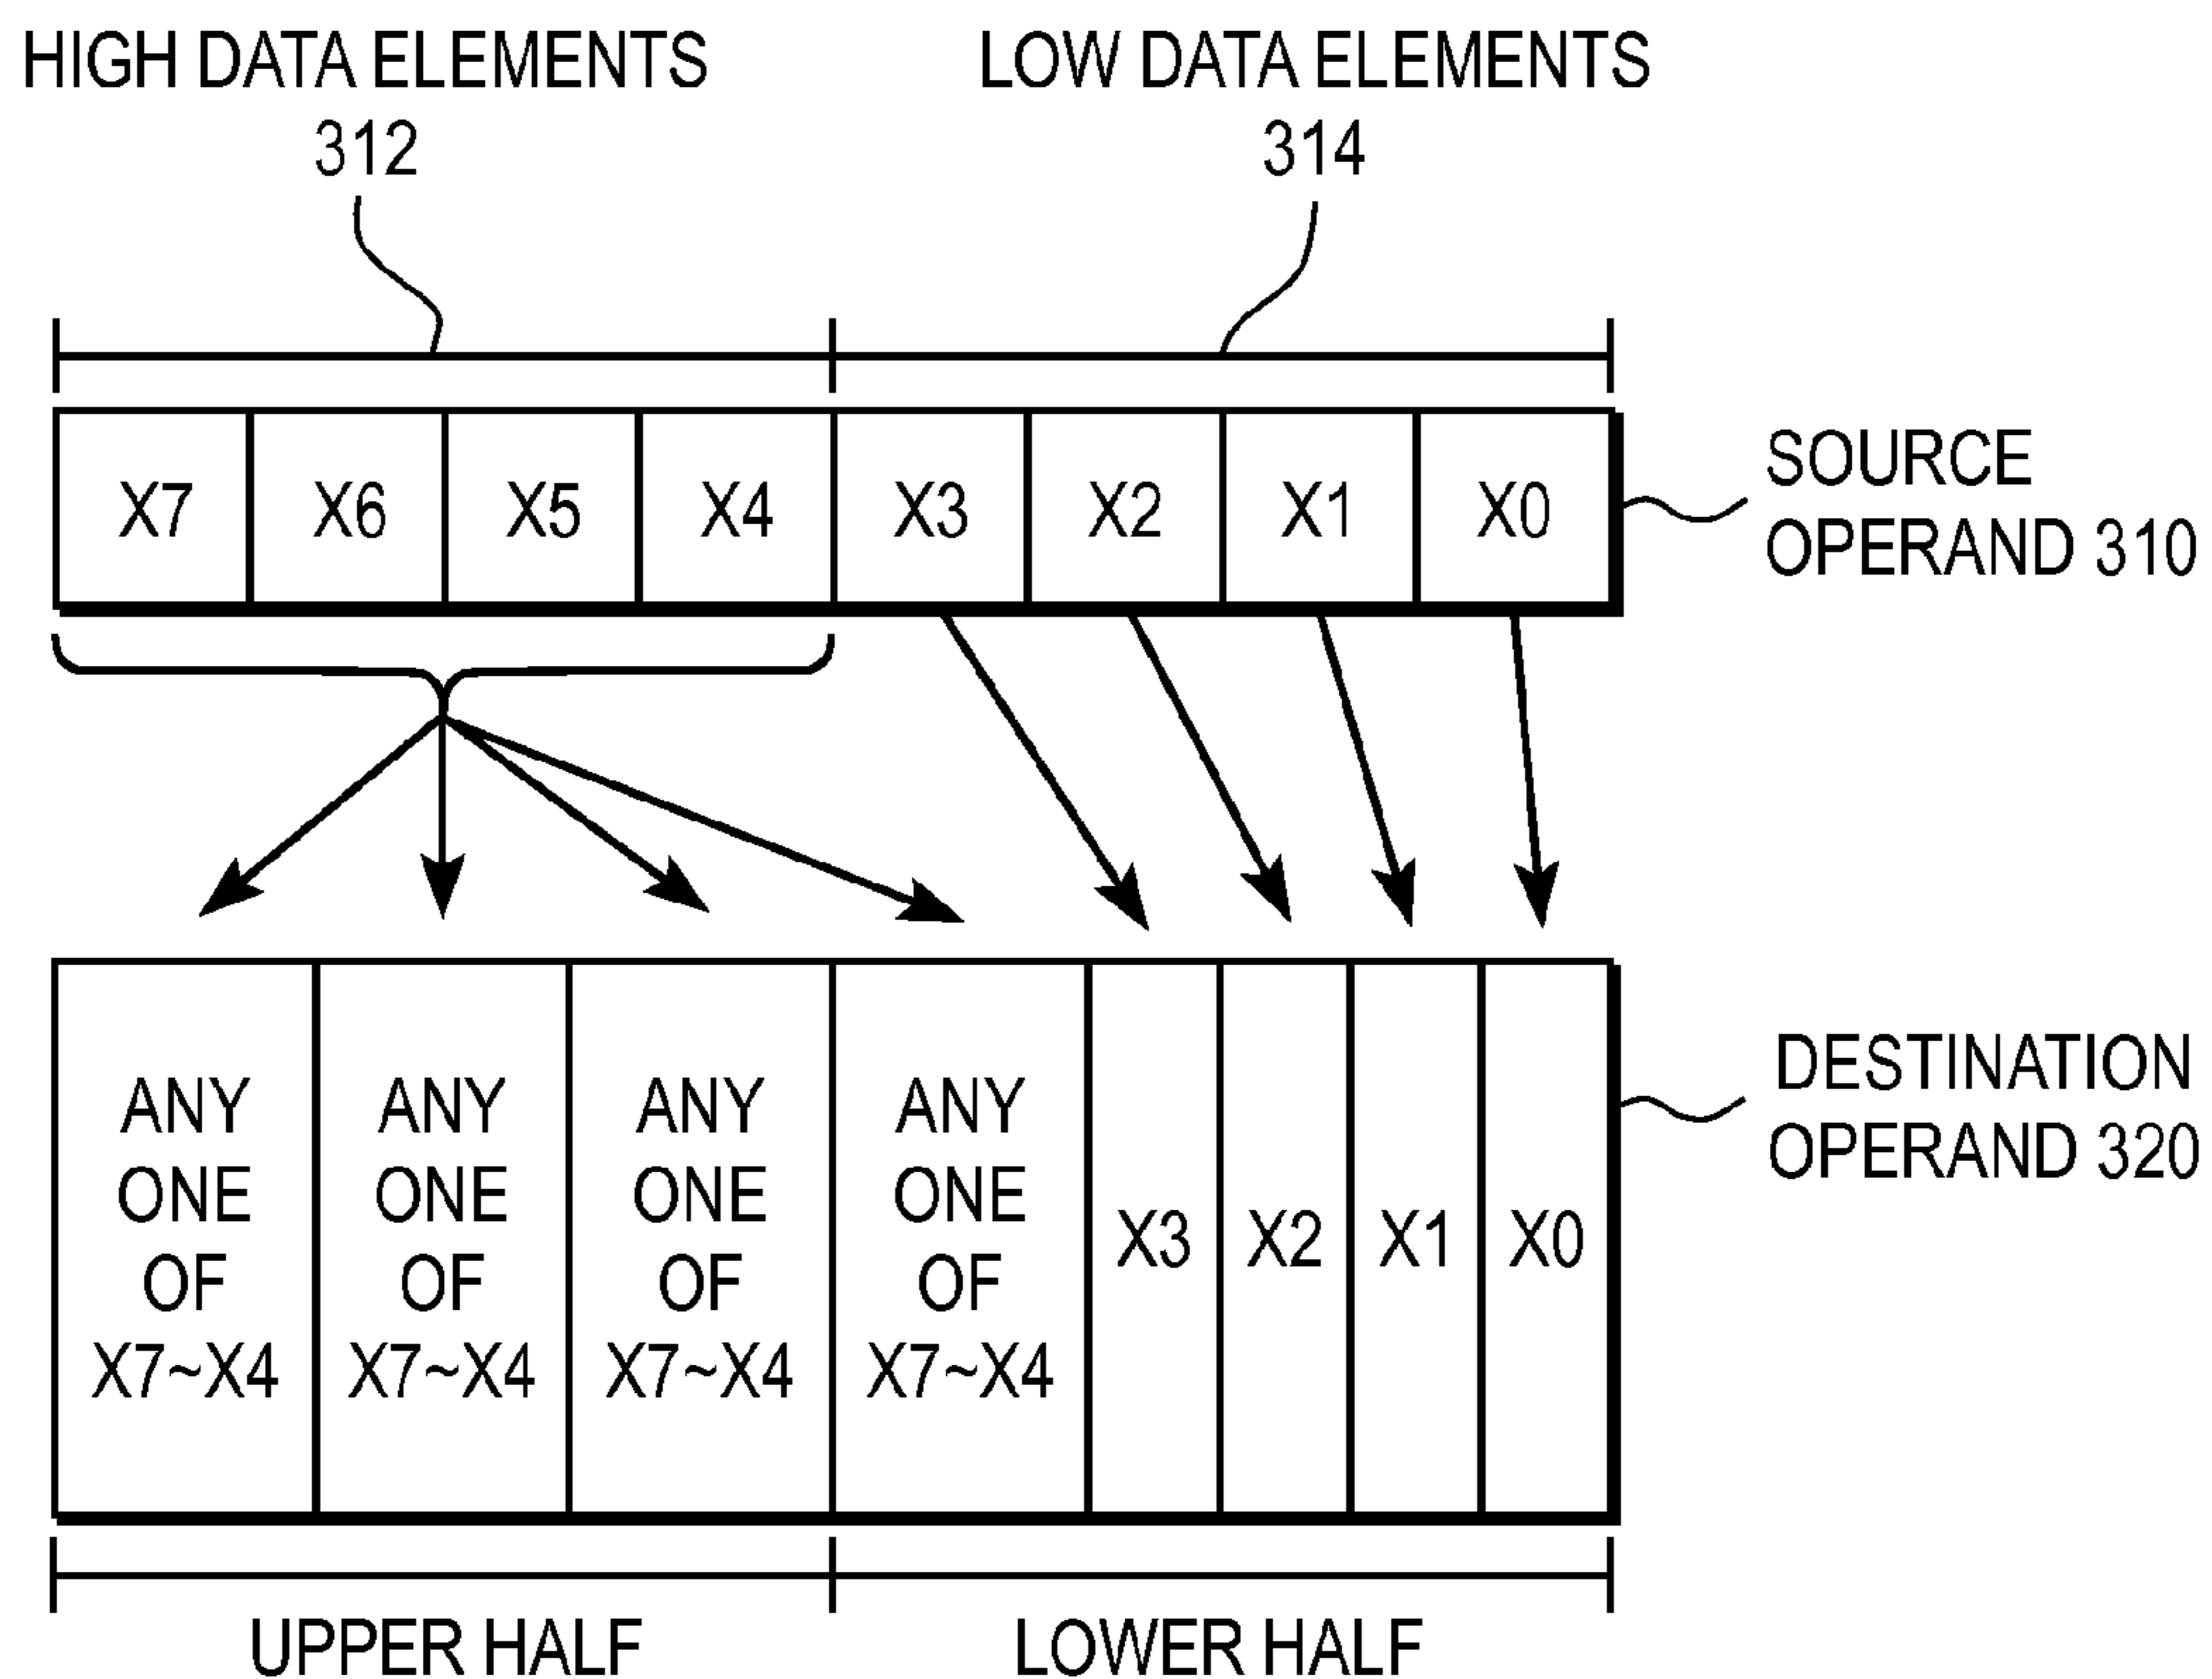 HIGH DATA ELEMENTS
312
LOW DATA ELEMENTS
314
X7 X6 X5 X4 X3 X2 X1 X0
SOURCE
OPERAND 310
ANY
ONE
OF
X7~X4
ANY
ONE
OF
X7~X4
ANY
ONE
OF
X7~X4
ANY
ONE
OF
X7~X4
X3
X2
X1
X0
DESTINATION
OPERAND 320
UPPER HALF
LOWER HALF